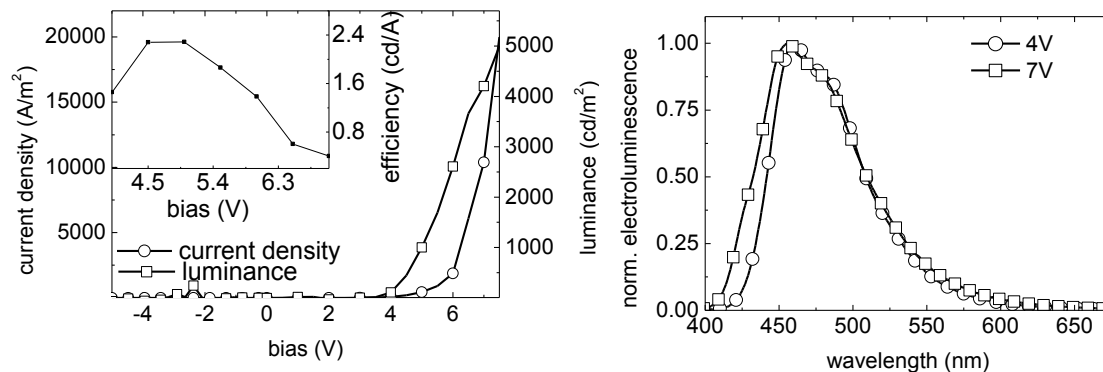 20000
15000
10000
5000
current density (A/m²)
-4 -2 0 2 4 6
bias (V)
5000
4000
3000
2000
1000
0
luminance (cd/m²)
2.4
1.6
0.8
efficiency (cd/A)
4.5 5.4 6.3
bias (V)
current density
luminance
1.00
0.75
0.50
0.25
0.00
norm. electroluminescence
400 450 500 550 600 650
wavelength (nm)
4V
7V